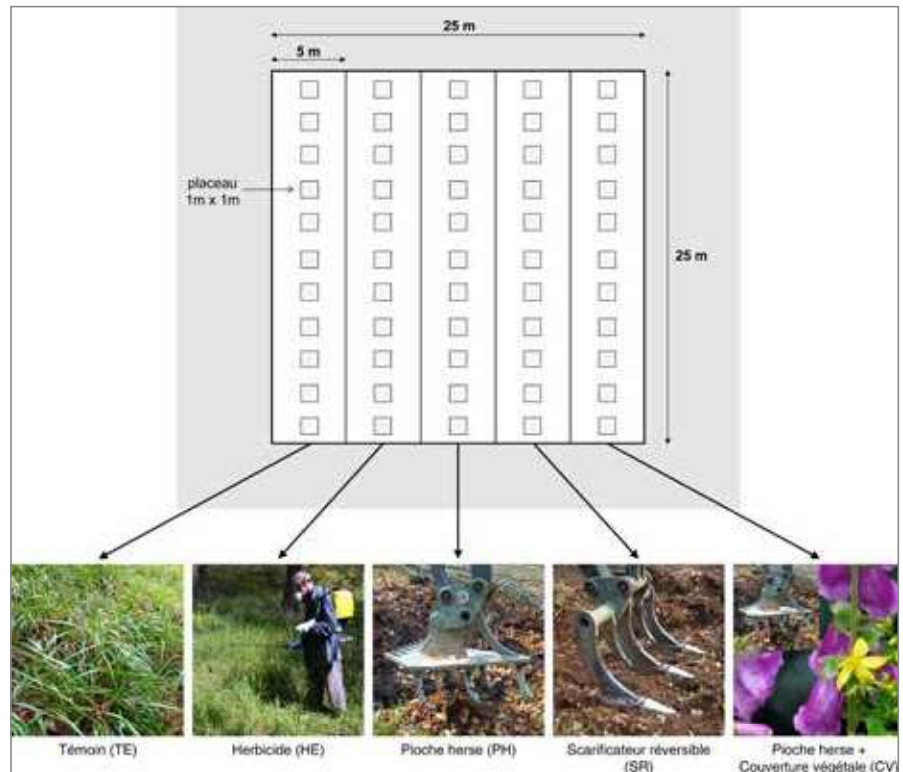 25 m
5 m
placeau
1m x 1m
25 m
Témoin (TE)
Herbicide (HE)
Pioche herse (PH)
Scarificateur réversible
(SR)
Pioche herse +
Couverture végétale (CV)